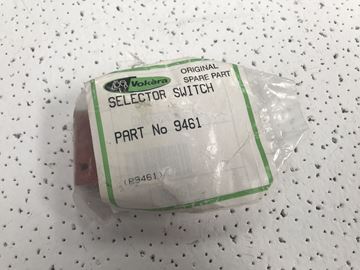 Vokèra
ORIGINAL
SPARE PART
SELECTOR SWITCH
PART No 9461
(R9461)